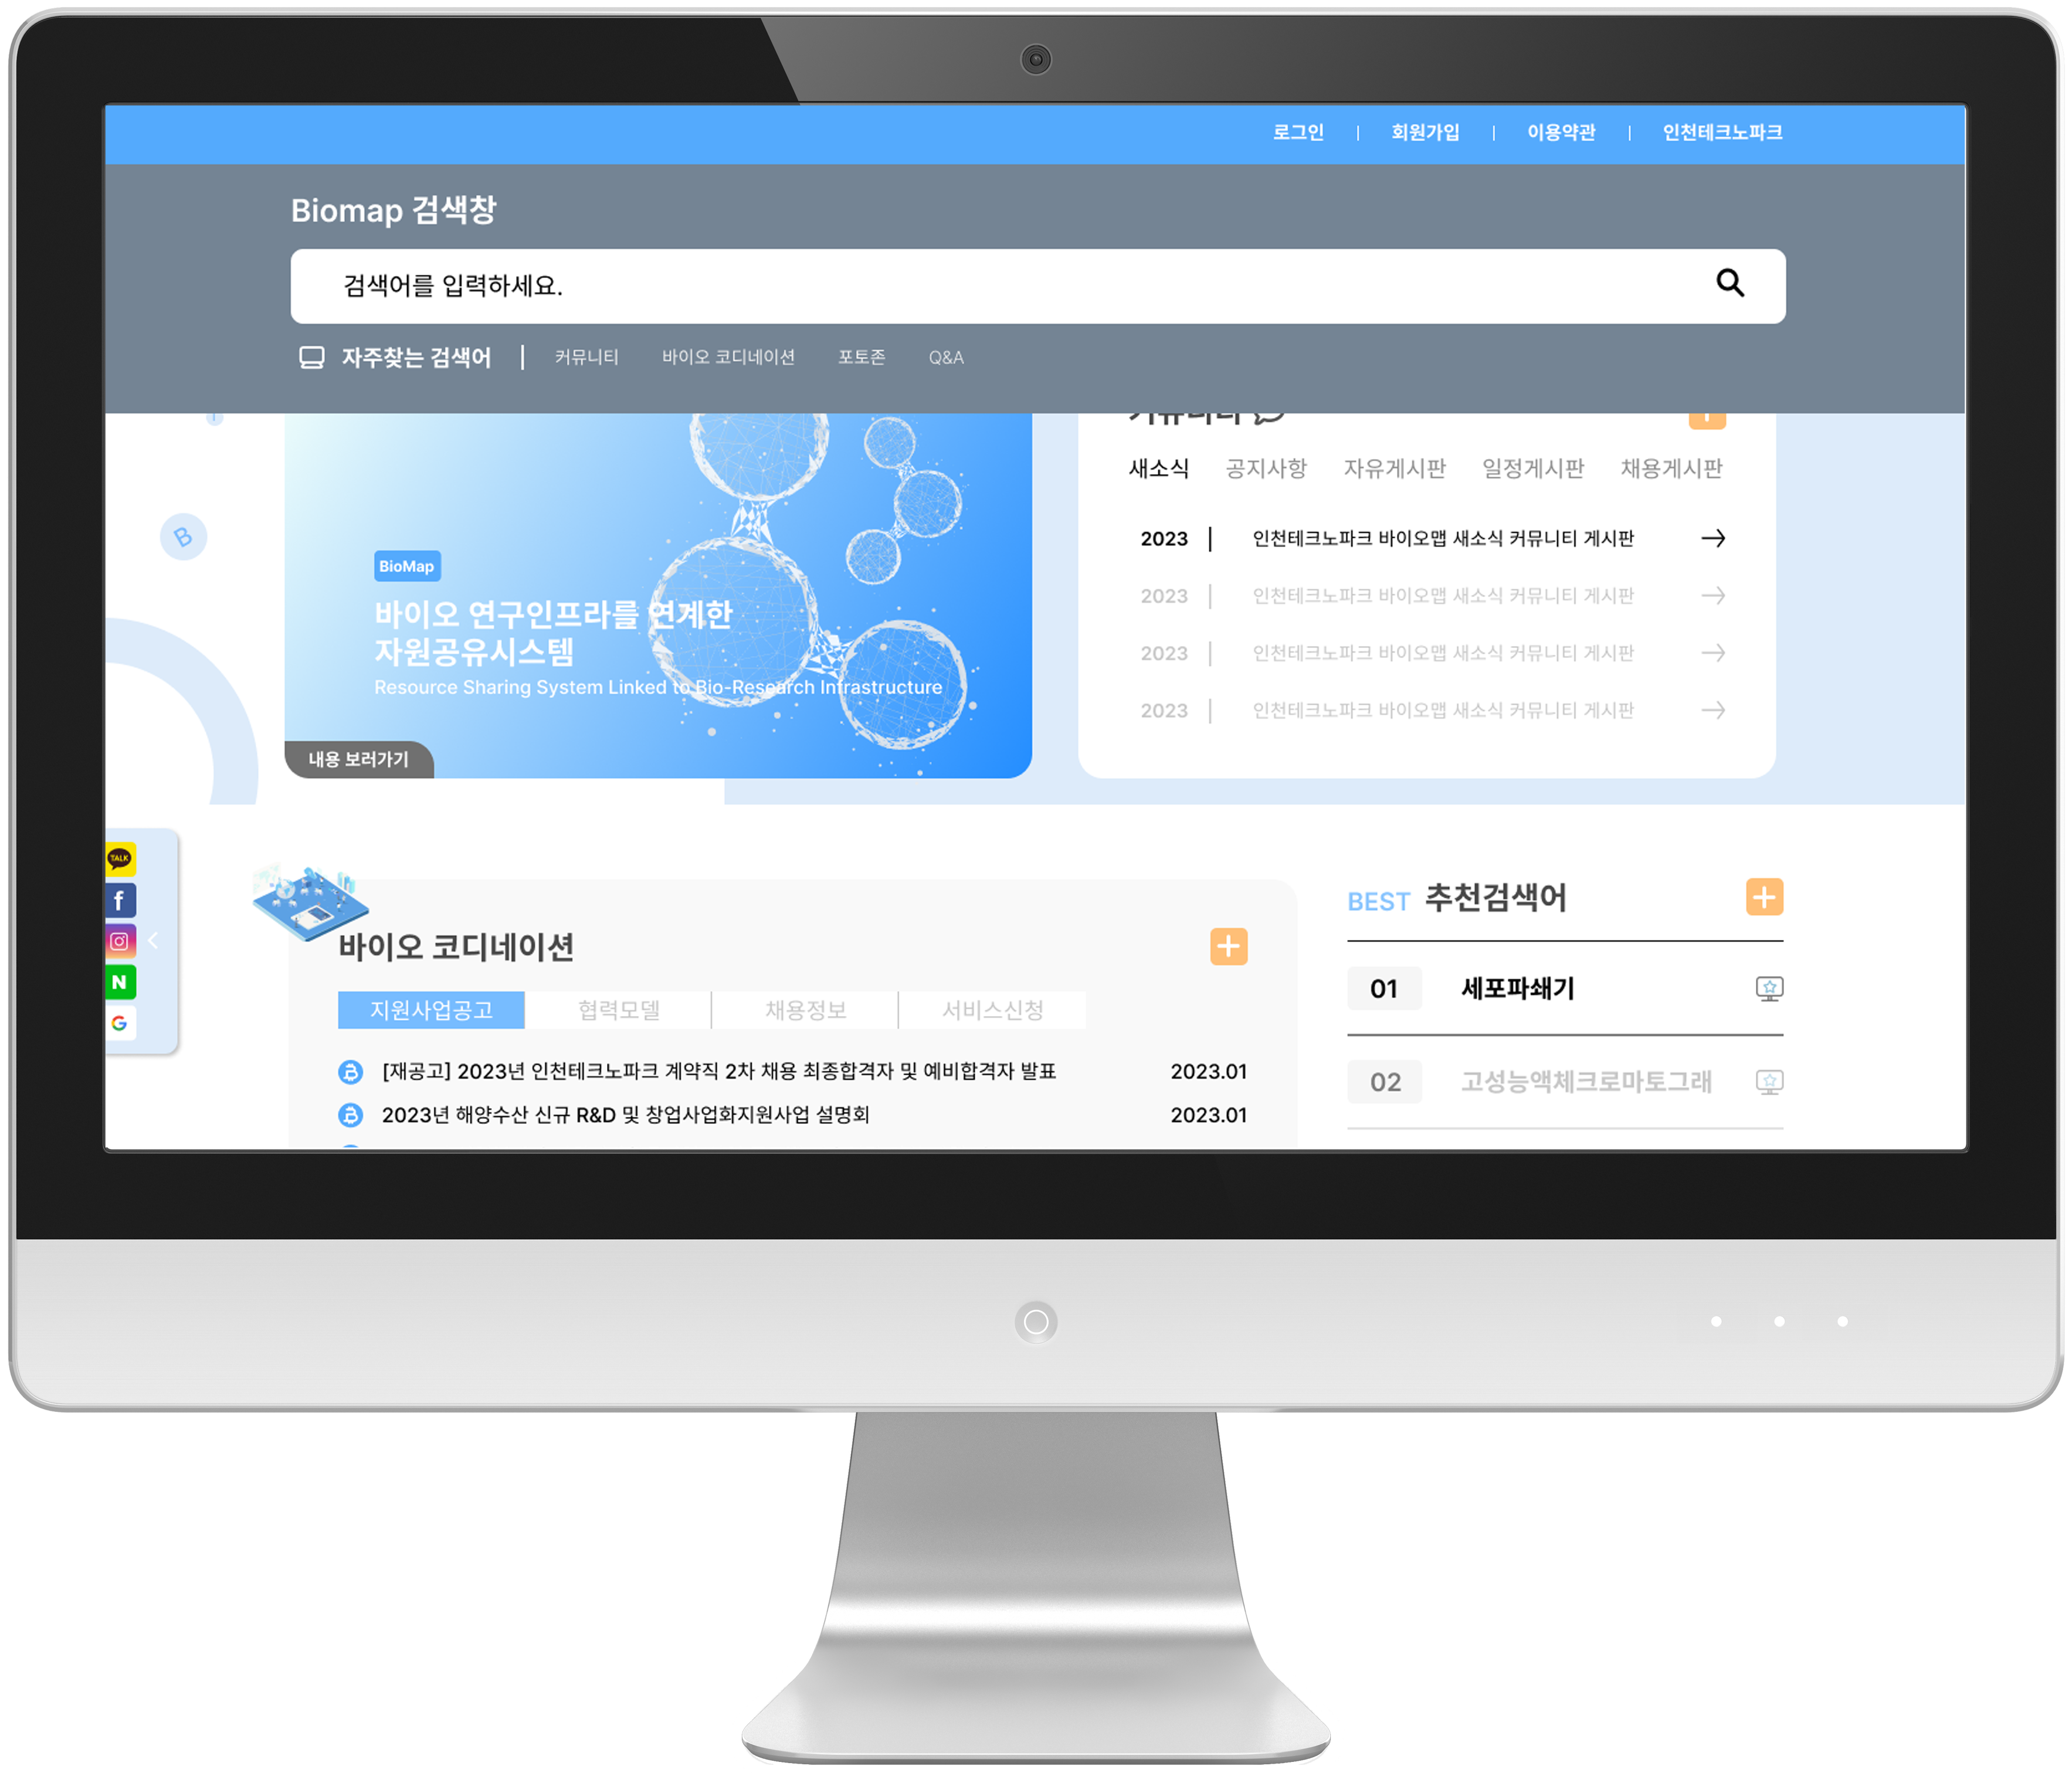 로그인 | 회원가입 | 이용약관 | 인천테크노파크
Biomap 검색창
검색어를 입력하세요.
자주찾는 검색어 | 커뮤니티 바이오 코디네이션 포토존 Q&A
B
BioMap
바이오 연구인프라를 연계한
자원공유시스템
Resource Sharing System Linked to Bio-Research Infrastructure
내용 보러가기
커뮤니티
새소식 공지사항 자유게시판 일정게시판 채용게시판
2023 | 인천테크노파크 바이오맵 새소식 커뮤니티 게시판
2023 | 인천테크노파크 바이오맵 새소식 커뮤니티 게시판
2023 | 인천테크노파크 바이오맵 새소식 커뮤니티 게시판
2023 | 인천테크노파크 바이오맵 새소식 커뮤니티 게시판
TALK
f
N
G
바이오 코디네이션
지원사업공고 협력모델 채용정보 서비스신청
[재공고] 2023년 인천테크노파크 계약직 2차 채용 최종합격자 및 예비합격자 발표 2023.01
2023년 해양수산 신규 R&D 및 창업사업화지원사업 설명회 2023.01
BEST 추천검색어
01 세포파쇄기
02 고성능액체크로마토그래